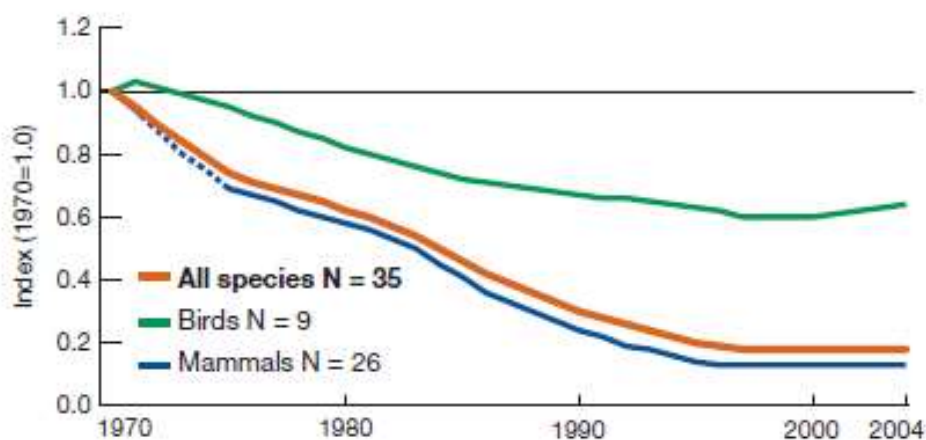 1.2
1.0
0.8
0.6
0.4
0.2
0.0
Index (1970=1.0)
All species N = 35
Birds N = 9
Mammals N = 26
1970 1980 1990 2000 2004